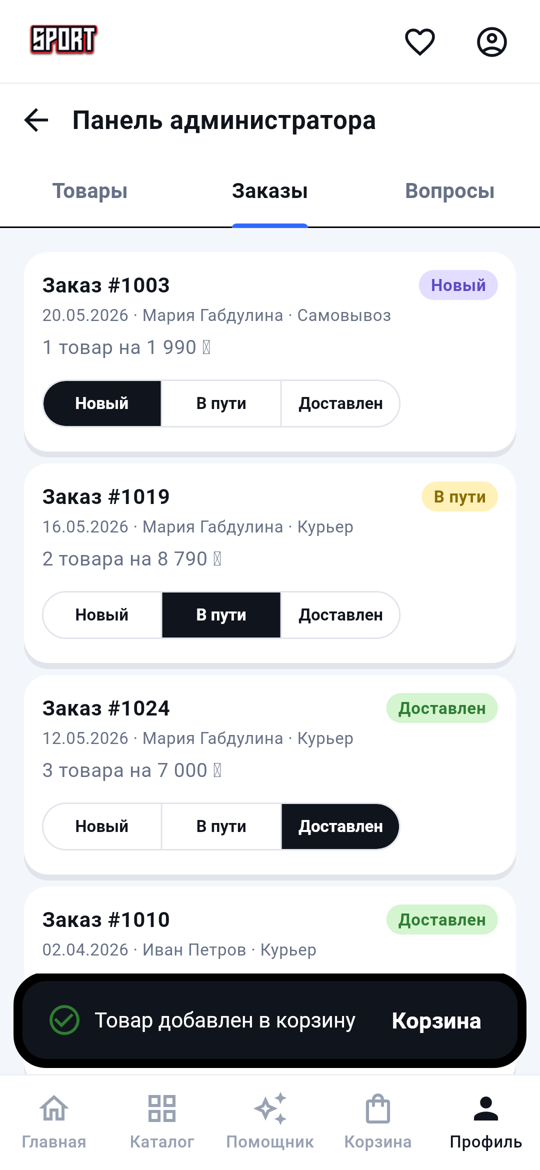 SPORT
Панель администратора
Товары Заказы Вопросы
Заказ #1003 Новый
20.05.2026 · Мария Габдулина · Самовывоз
1 товар на 1 990
Новый В пути Доставлен
Заказ #1019 В пути
16.05.2026 · Мария Габдулина · Курьер
2 товара на 8 790
Новый В пути Доставлен
Заказ #1024 Доставлен
12.05.2026 · Мария Габдулина · Курьер
3 товара на 7 000
Новый В пути Доставлен
Заказ #1010 Доставлен
02.04.2026 · Иван Петров · Курьер
Товар добавлен в корзину Корзина
Главная Каталог Помощник Корзина Профиль